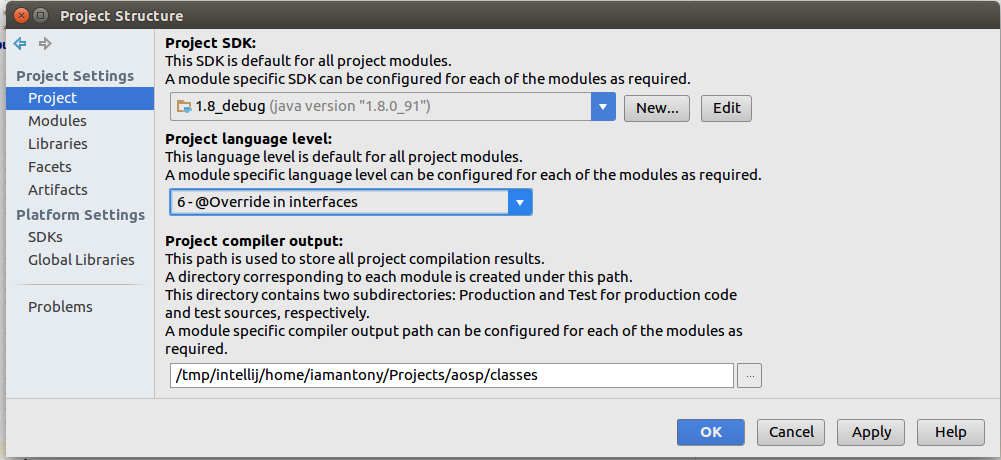 Project Structure
Project Settings
Project
Modules
Libraries
Facets
Artifacts
Platform Settings
SDKs
Global Libraries
Problems
Project SDK:
This SDK is default for all project modules.
A module specific SDK can be configured for each of the modules as required.
1.8_debug (java version "1.8.0_91")
New...
Edit
Project language level:
This language level is default for all project modules.
A module specific language level can be configured for each of the modules as required.
6 - @Override in interfaces
Project compiler output:
This path is used to store all project compilation results.
A directory corresponding to each module is created under this path.
This directory contains two subdirectories: Production and Test for production code
and test sources, respectively.
A module specific compiler output path can be configured for each of the modules as
required.
/tmp/intellij/home/iamantony/Projects/aosp/classes
...
OK
Cancel
Apply
Help